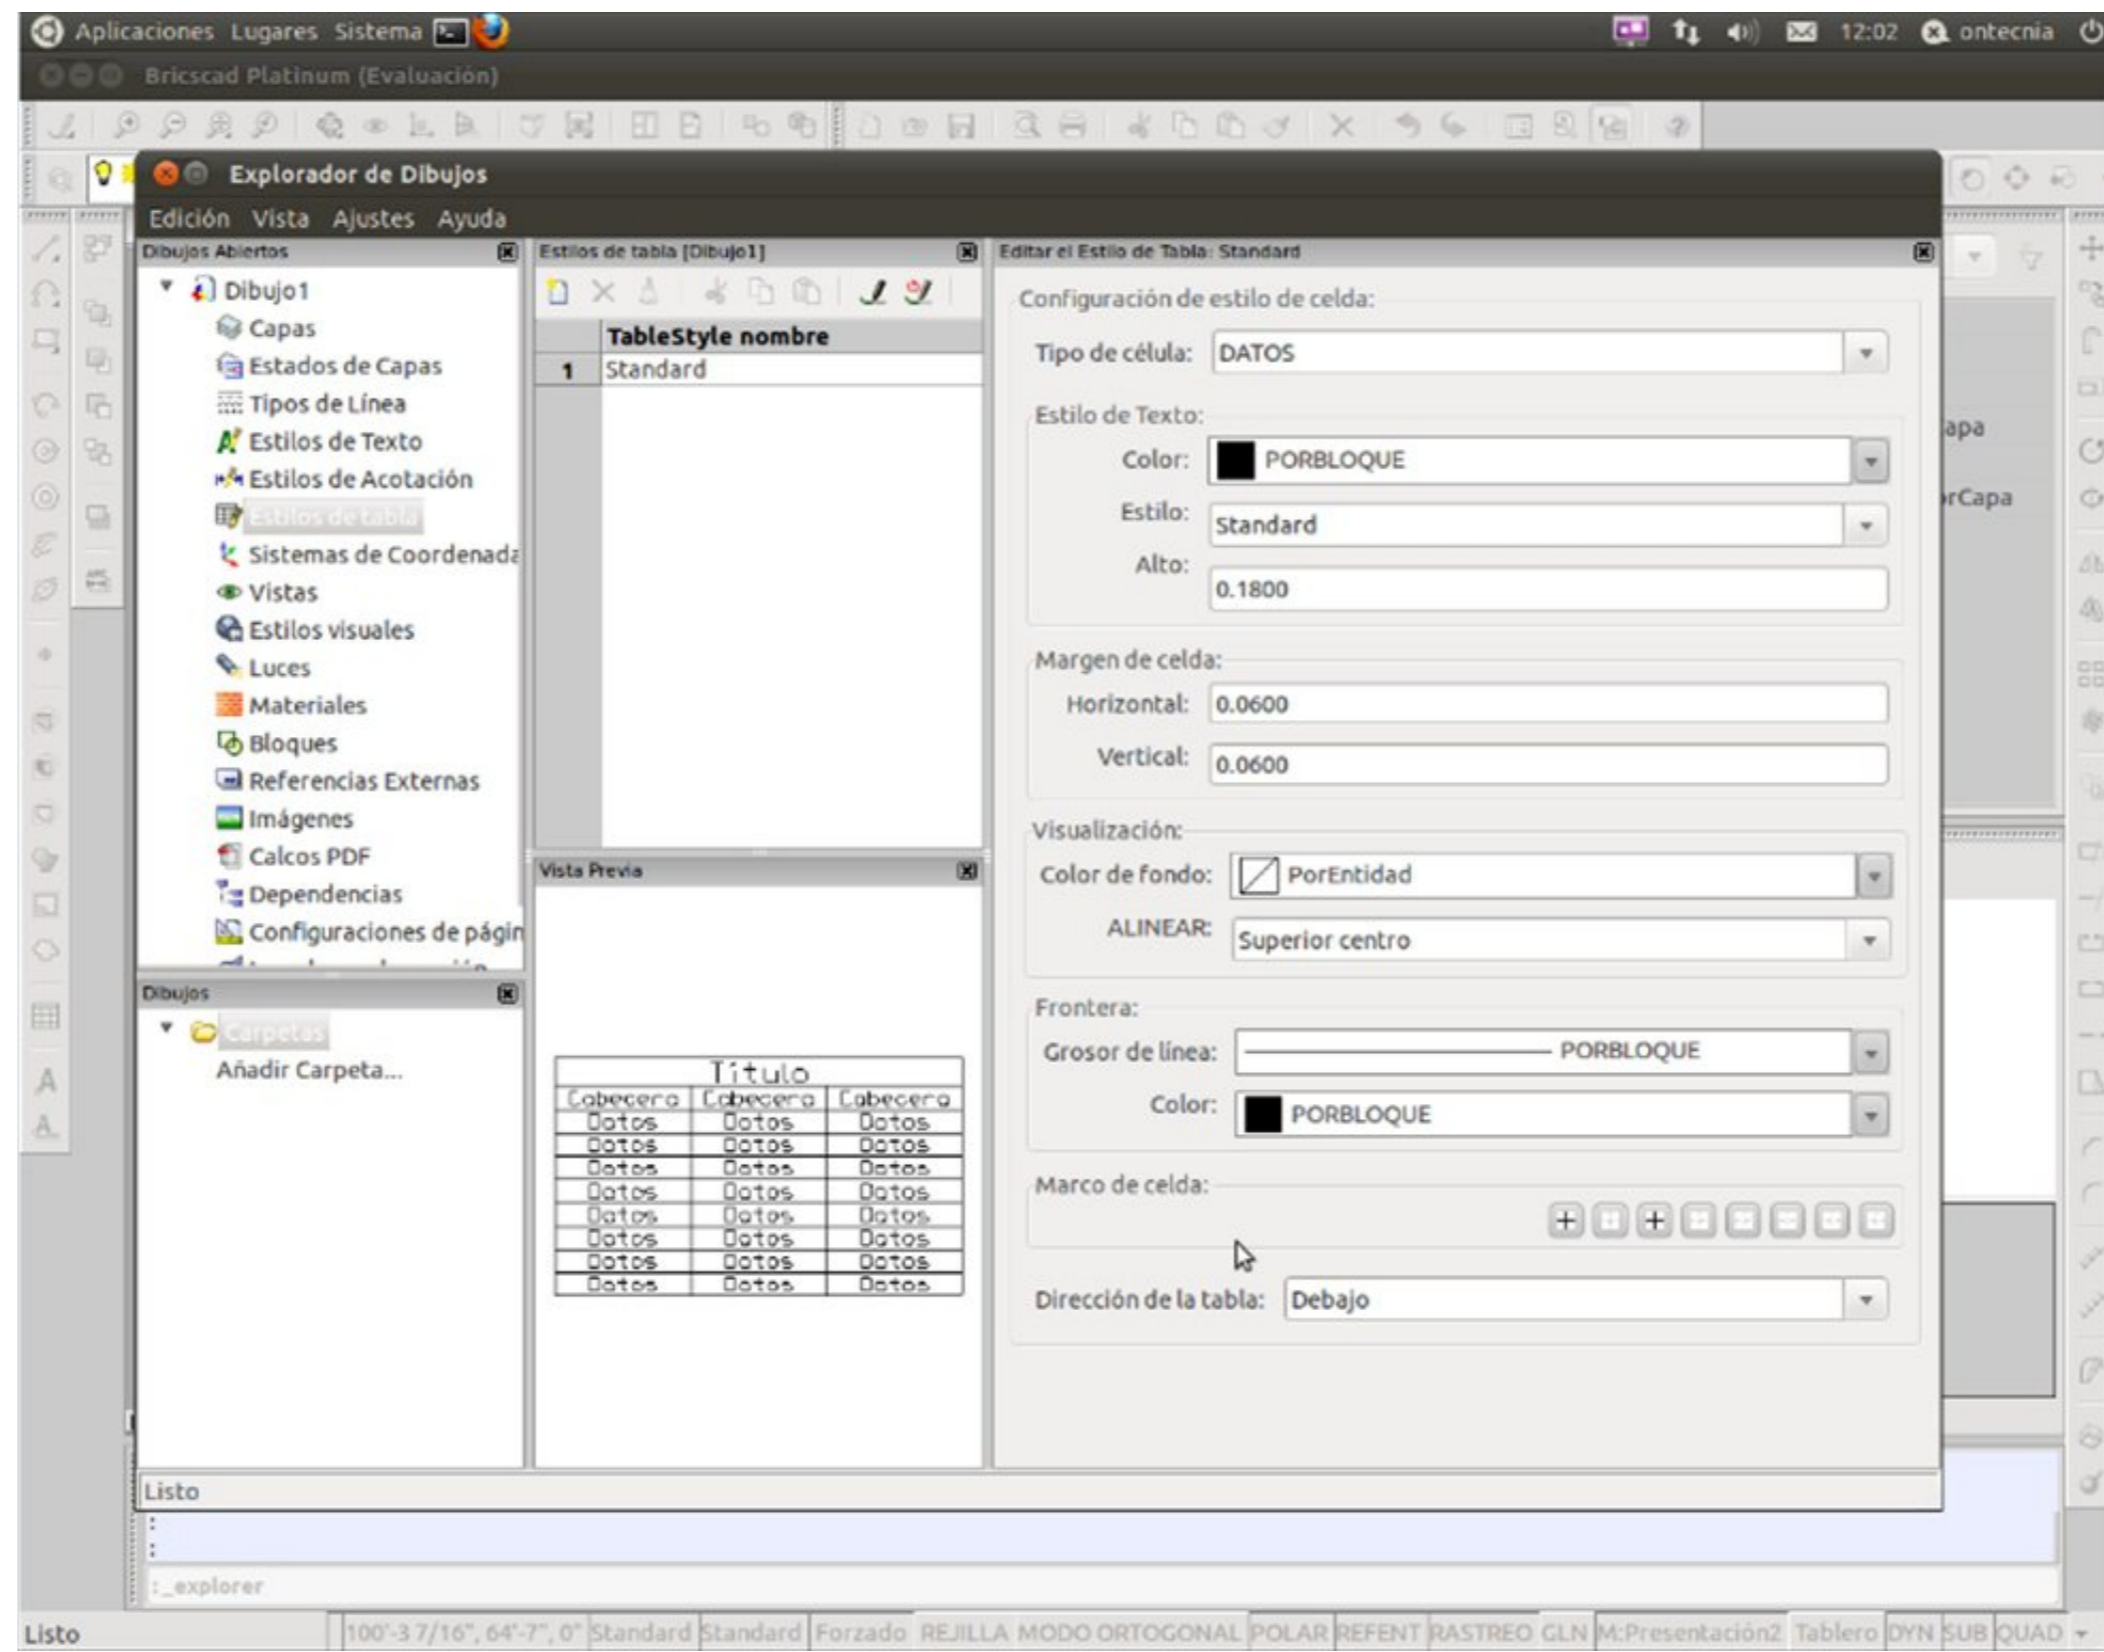 Aplicaciones Lugares Sistema 12:02 ontecnia
Bricscad Platinum (Evaluación)
Explorador de Dibujos
Edición Vista Ajustes Ayuda
Dibujos Abiertos
Dibujo1
Capas
Estados de Capas
Tipos de Línea
Estilos de Texto
Estilos de Acotación
Estilos de tabla
Sistemas de Coordenada
Vistas
Estilos visuales
Luces
Materiales
Bloques
Referencias Externas
Imágenes
Calcos PDF
Dependencias
Configuraciones de págin
Dibujos
Carpetas
Añadir Carpeta...
Estilos de tabla [Dibujo1]
TableStyle nombre
1 Standard
Vista Previa
Título
Cabecera Cabecera Cabecera
Datos Datos Datos
Datos Datos Datos
Datos Datos Datos
Datos Datos Datos
Datos Datos Datos
Datos Datos Datos
Datos Datos Datos
Datos Datos Datos
Editar el Estilo de Tabla: Standard
Configuración de estilo de celda:
Tipo de célula: DATOS
Estilo de Texto:
Color: PORBLOQUE
Estilo: Standard
Alto: 0.1800
Margen de celda:
Horizontal: 0.0600
Vertical: 0.0600
Visualización:
Color de fondo: PorEntidad
ALINEAR: Superior centro
Frontera:
Grosor de línea: PORBLOQUE
Color: PORBLOQUE
Marco de celda:
Dirección de la tabla: Debajo
apa
orCapa
Listo
:
:
:_explorer
Listo 100'-3 7/16", 64'-7", 0" Standard Standard Forzado REJILLA MODO ORTOGONAL POLAR REFENT RASTREO GLN M:Presentación2 Tablero DYN SUB QUAD